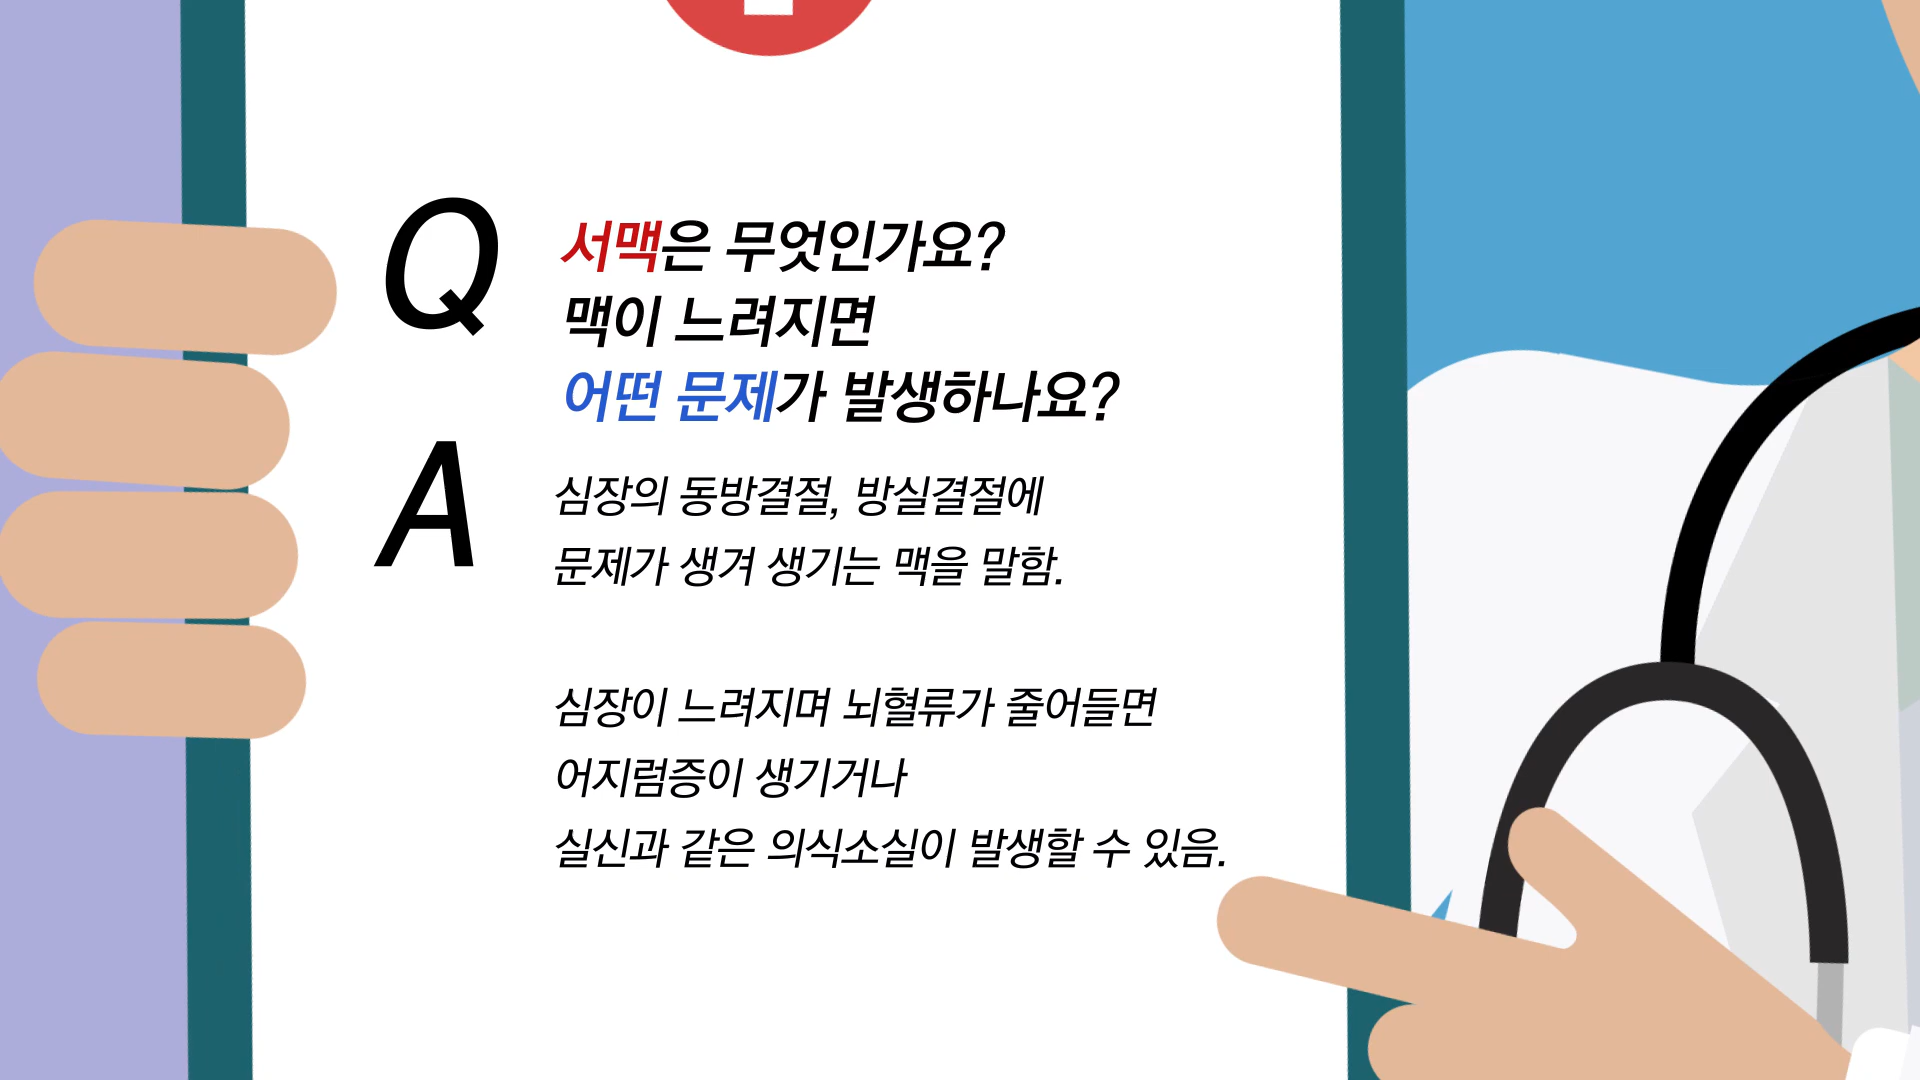 Q
서맥은 무엇인가요?
맥이 느려지면
어떤 문제가 발생하나요?
A
심장의 동방결절, 방실결절에
문제가 생겨 생기는 맥을 말함.
심장이 느려지며 뇌혈류가 줄어들면
어지럼증이 생기거나
실신과 같은 의식소실이 발생할 수 있음.